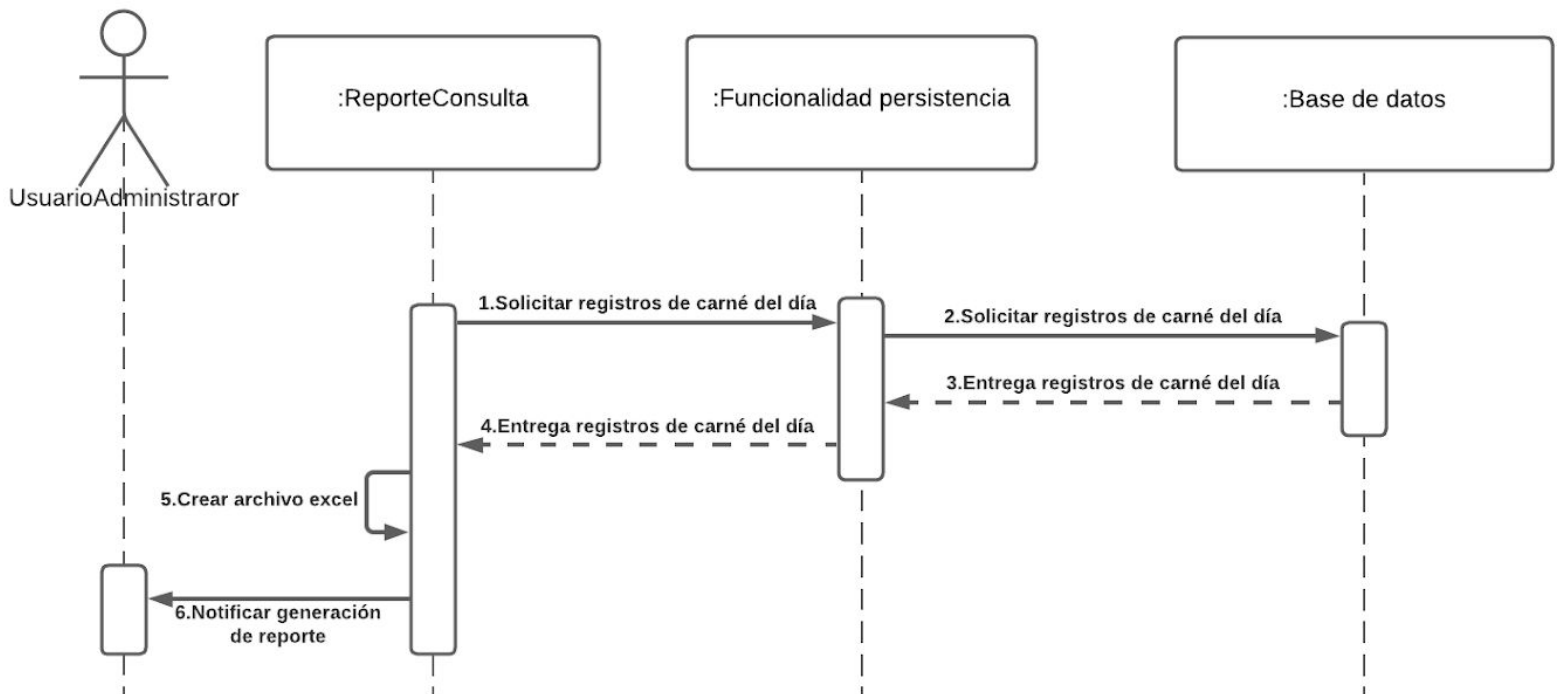 :ReporteConsulta
:Funcionalidad persistencia
:Base de datos
UsuarioAdministraror
1.Solicitar registros de carné del día
2.Solicitar registros de carné del día
3.Entrega registros de carné del día
4.Entrega registros de carné del día
5.Crear archivo excel
6.Notificar generación
de reporte